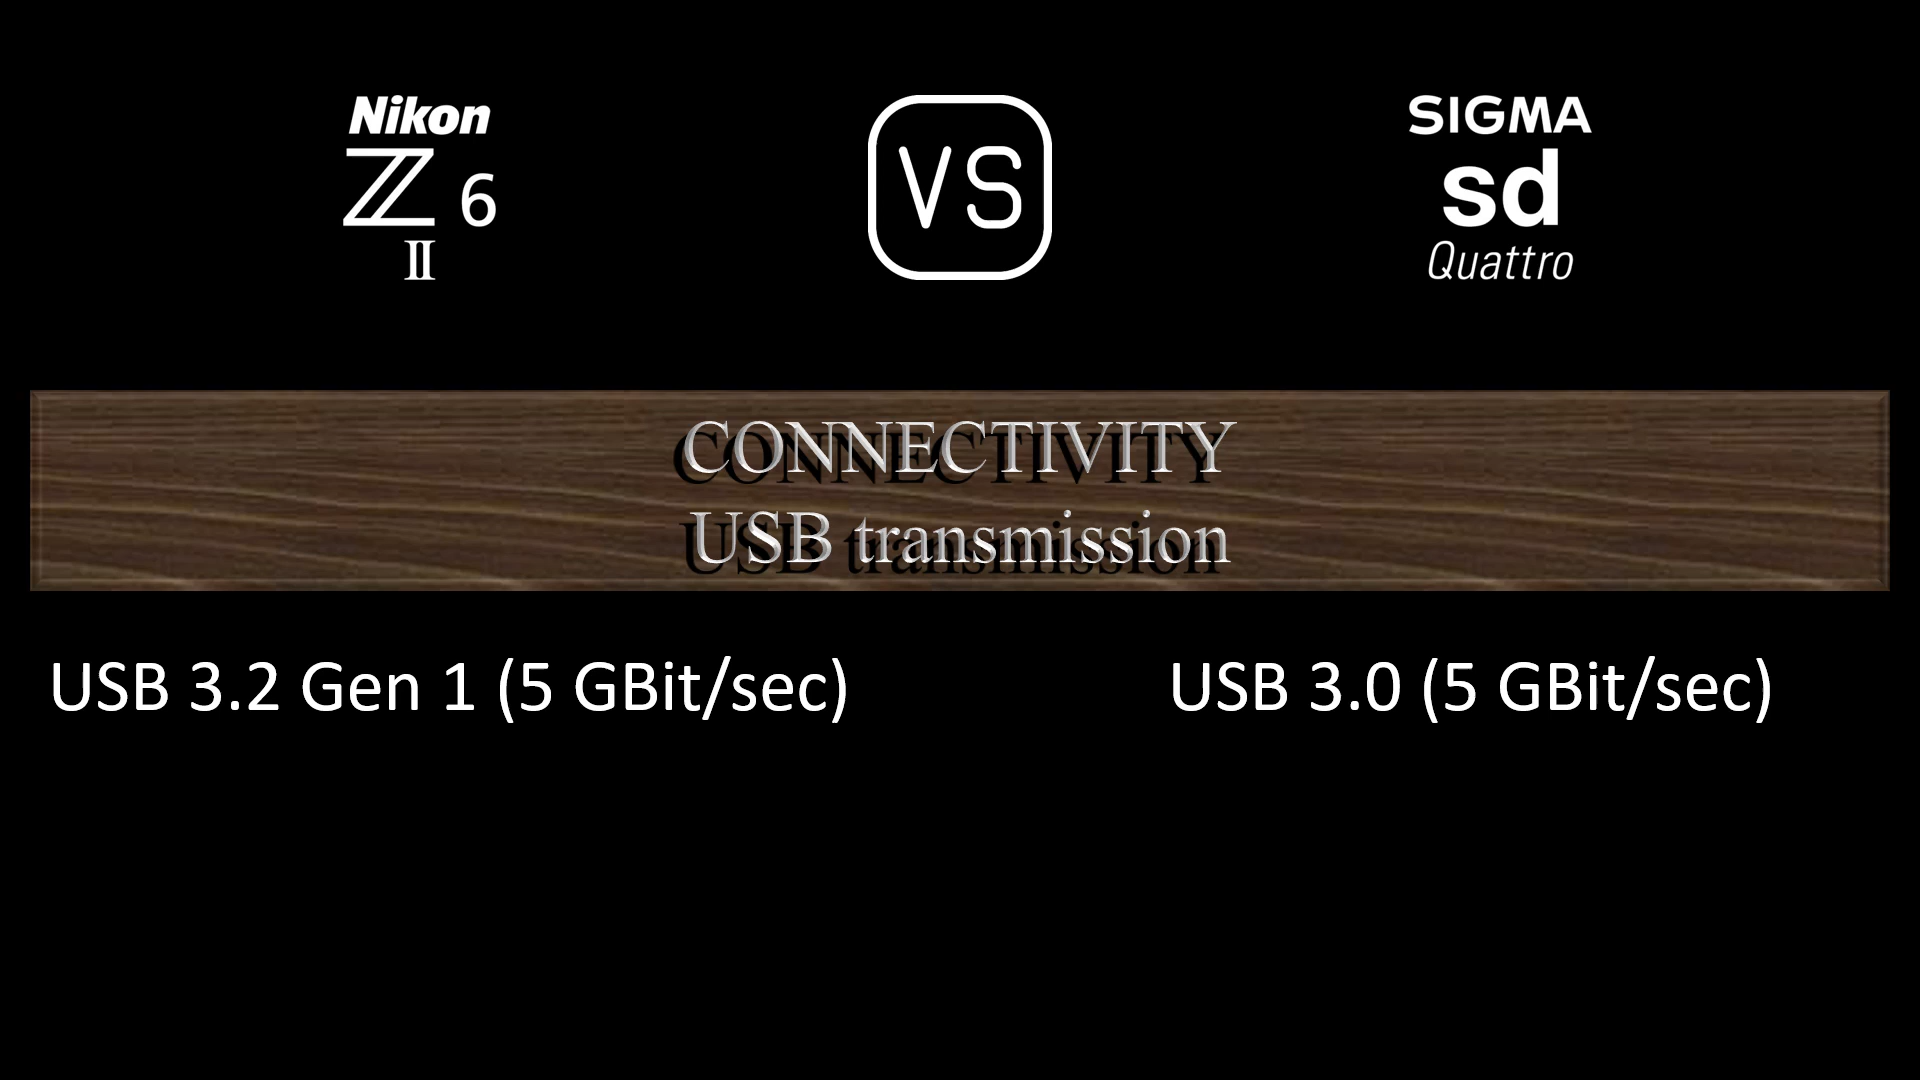 Nikon
Z 6
II
VS
SIGMA
sd
Quattro
CONNECTIVITY
USB transmission
USB 3.2 Gen 1 (5 GBit/sec)
USB 3.0 (5 GBit/sec)